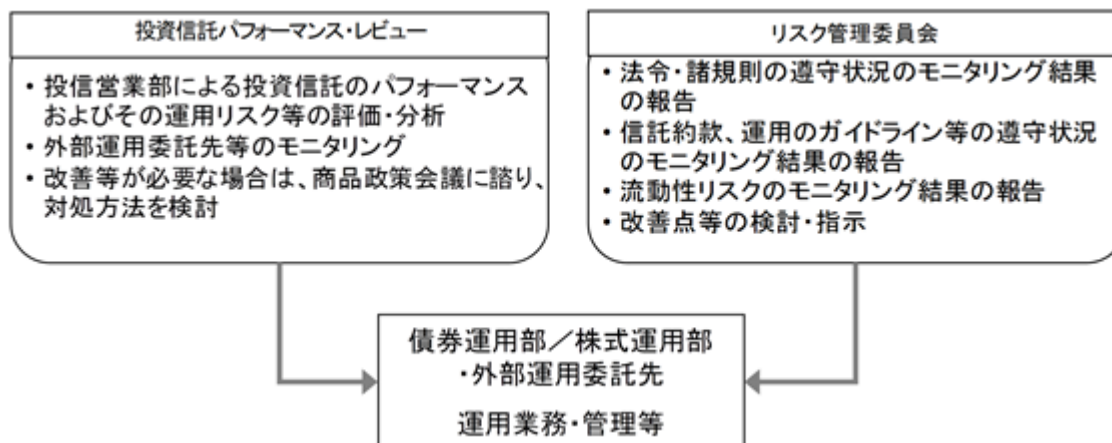 投資信託パフォーマンス・レビュー
・投信営業部による投資信託のパフォーマンス
およびその運用リスク等の評価・分析
・外部運用委託先等のモニタリング
・改善等が必要な場合は、商品政策会議に諮り、
対処方法を検討
リスク管理委員会
・法令・諸規則の遵守状況のモニタリング結果
の報告
・信託約款、運用のガイドライン等の遵守状況
のモニタリング結果の報告
・流動性リスクのモニタリング結果の報告
・改善点等の検討・指示
債券運用部／株式運用部
・外部運用委託先
運用業務・管理等